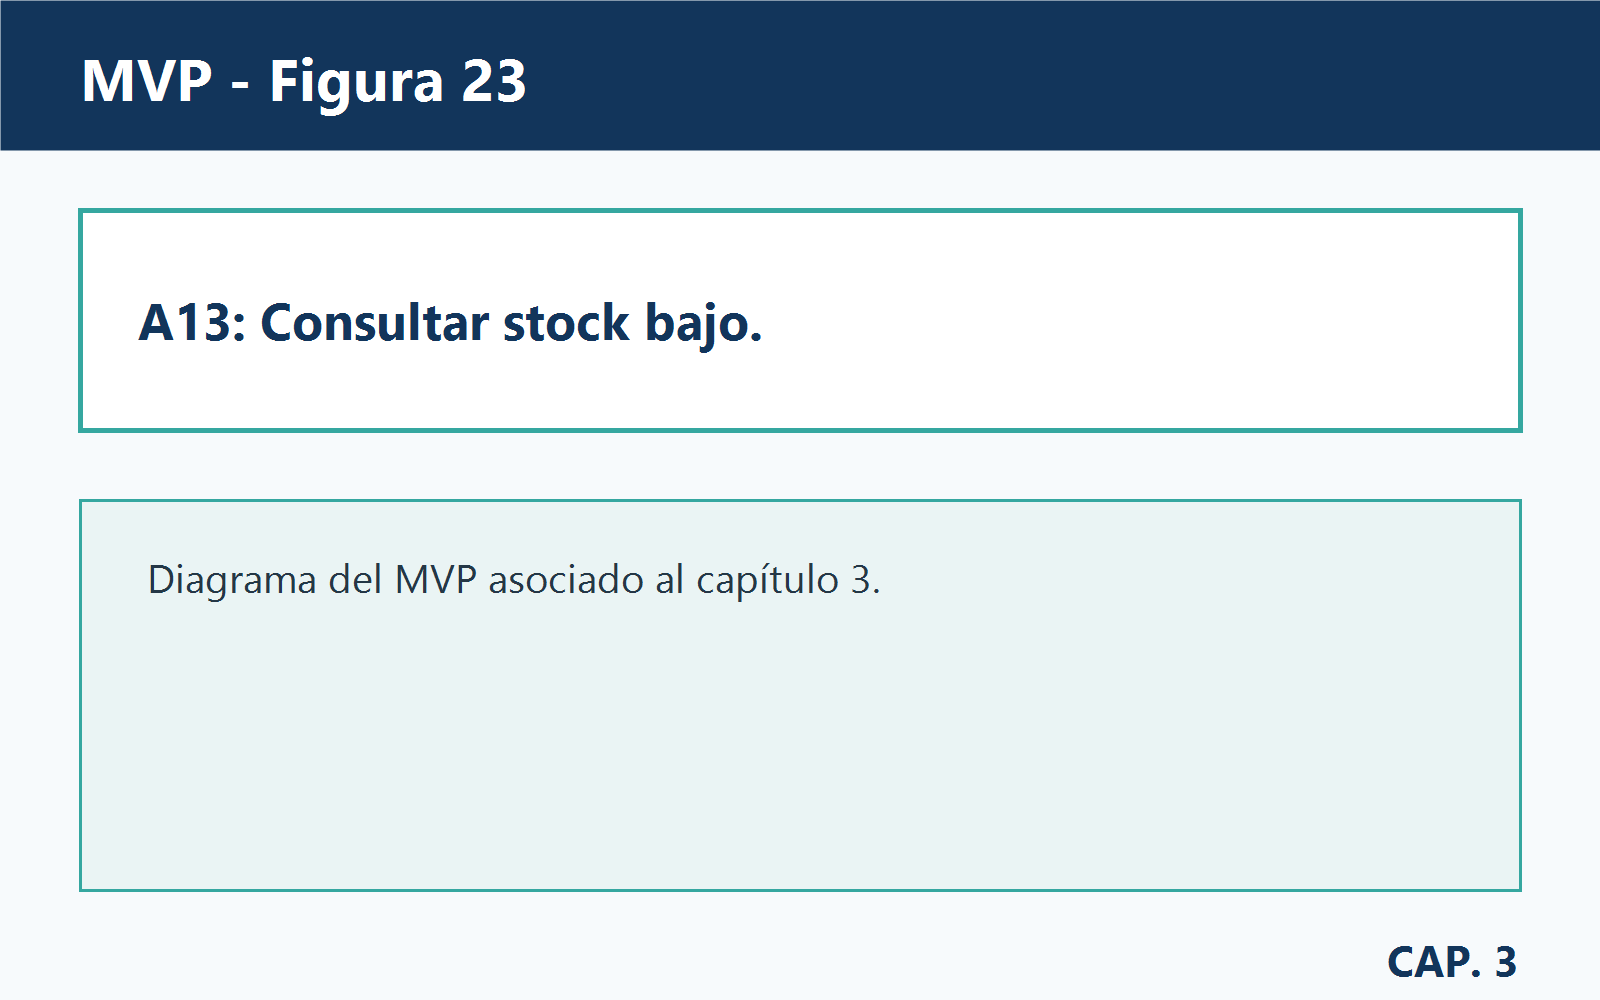 MVP - Figura 23
A13: Consultar stock bajo.
Diagrama del MVP asociado al capítulo 3.
CAP. 3